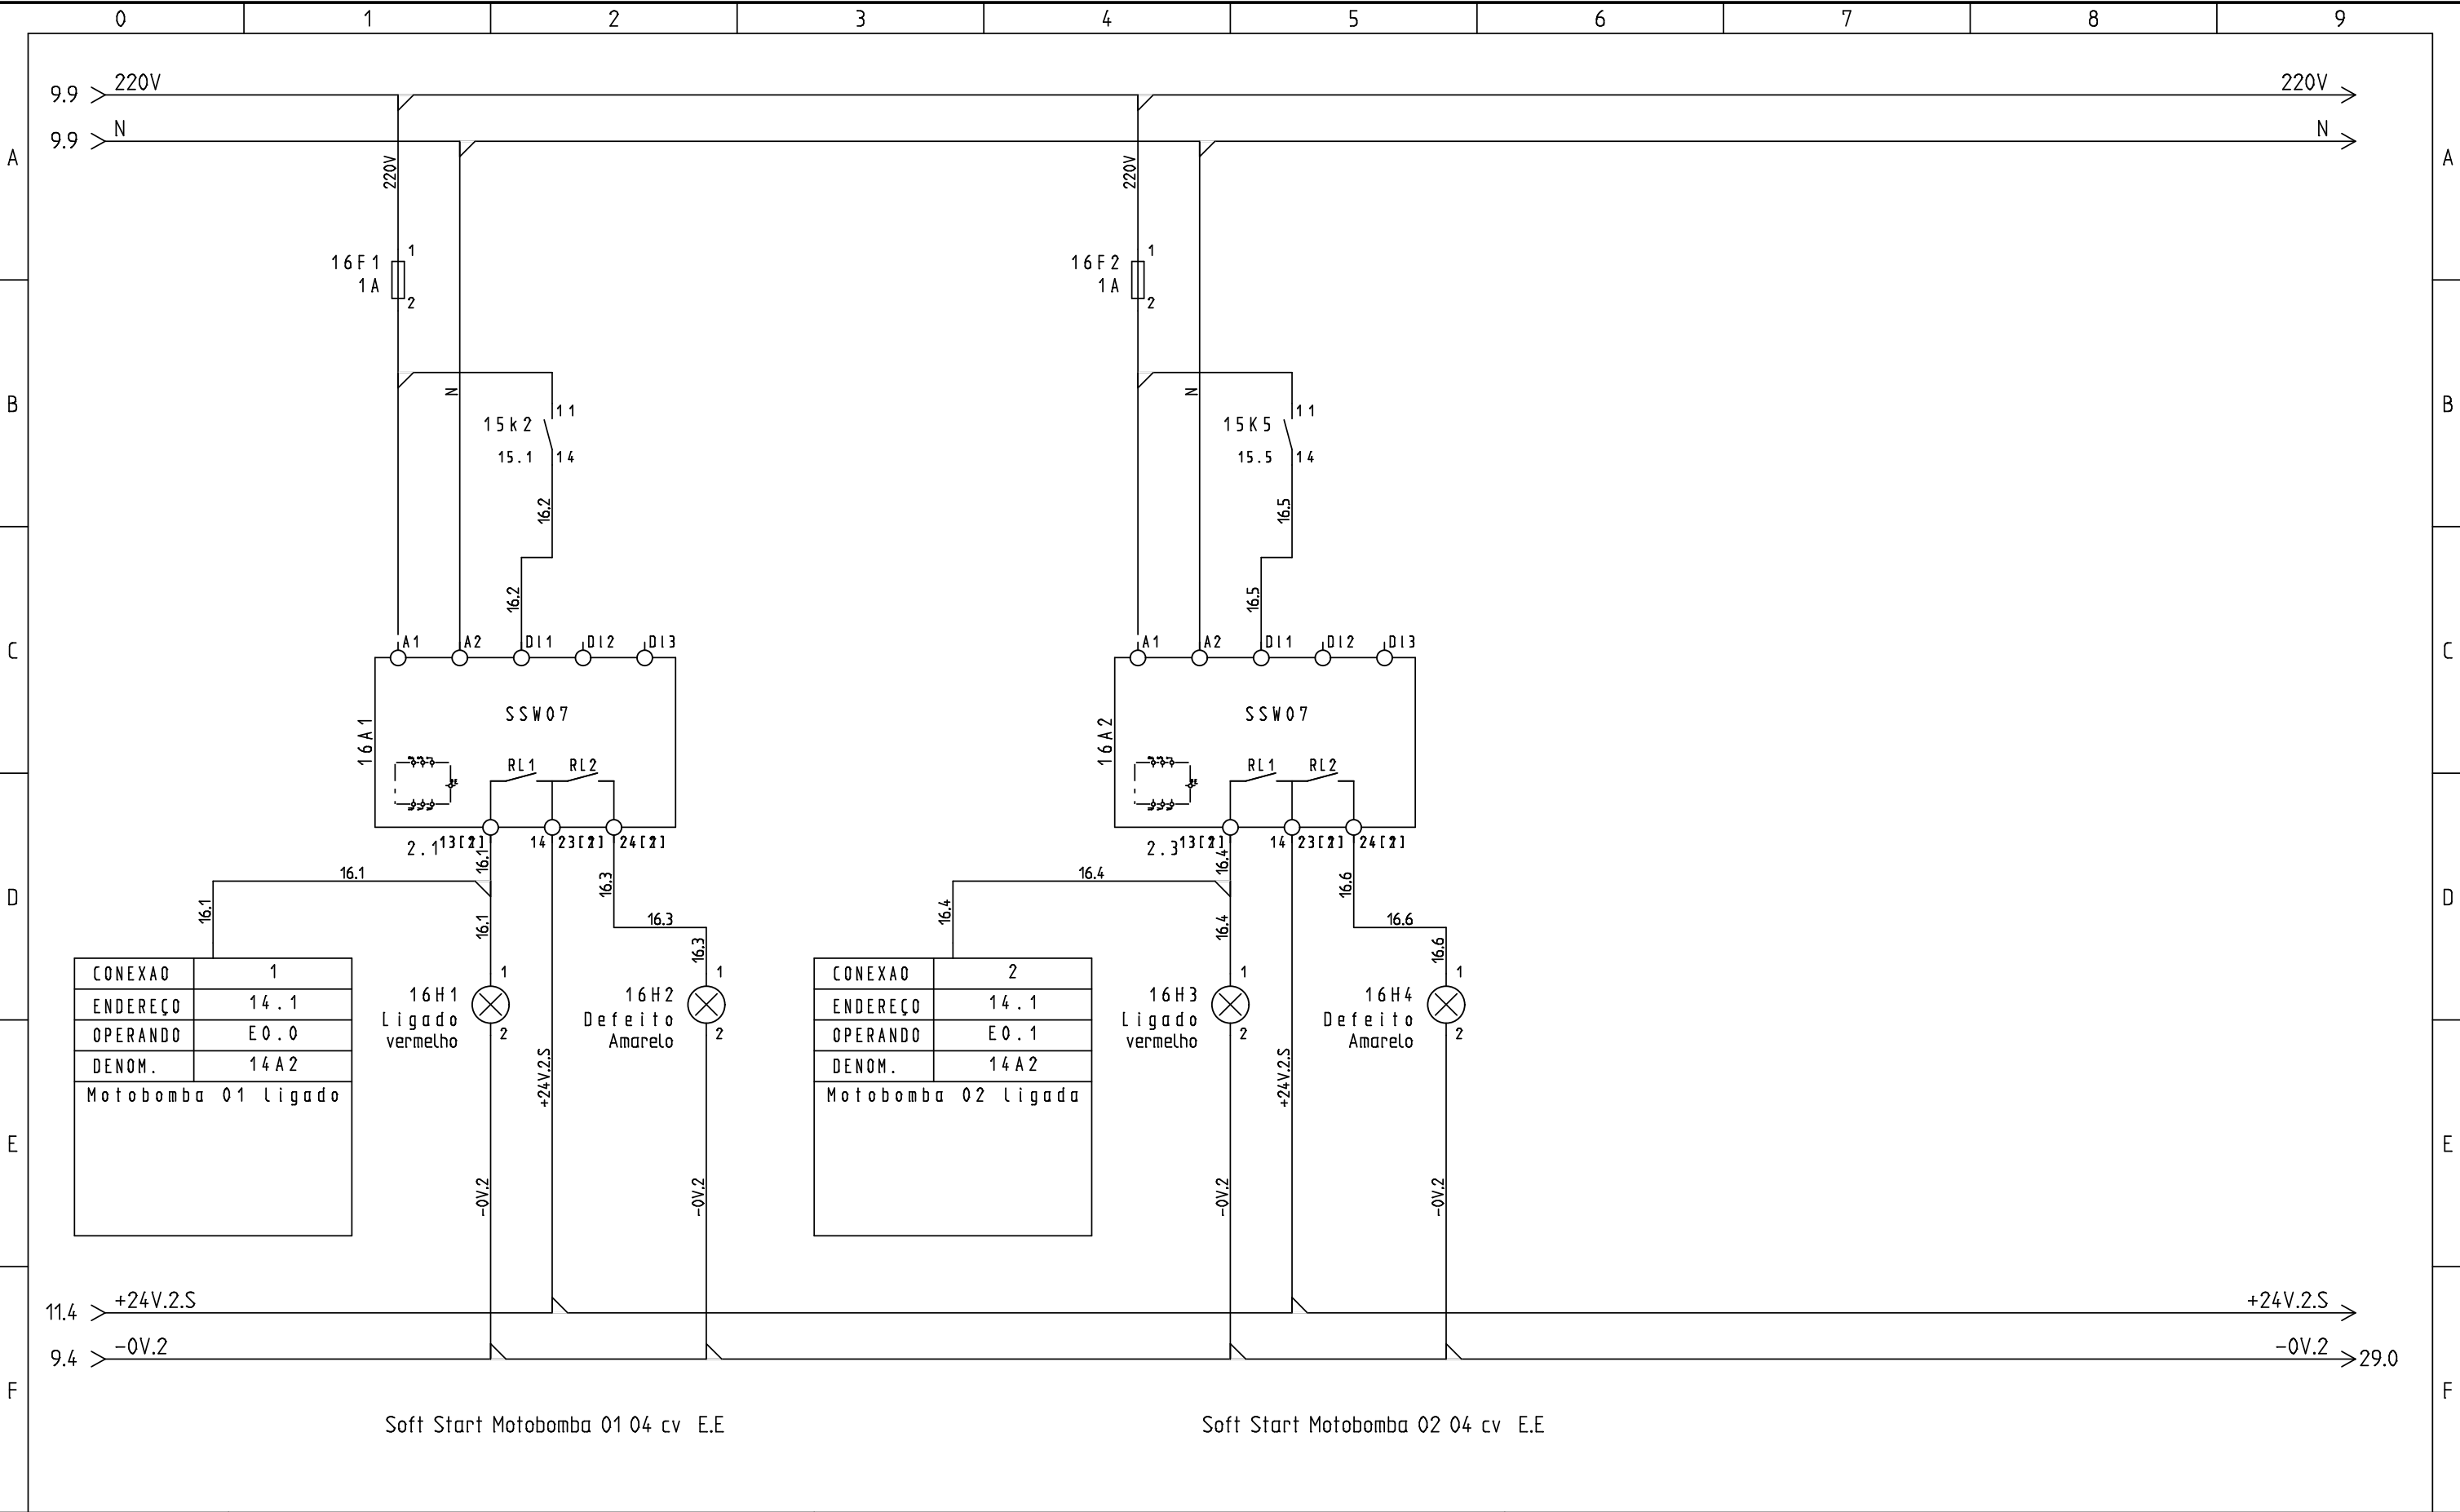 0 1 2 3 4 5 6 7 8 9
9.9 220V 220V
9.9 N N
A A
220V 220V
16F1 1 16F2 1
1A 2 1A 2
B B
N N
15k2 11 15K5 11
15.1 14 15.5 14
16.2 16.5
16.2 16.5
C C
A1 A2 DI1 DI2 DI3 A1 A2 DI1 DI2 DI3
16A1 SSW07 16A2 SSW07
RL1 RL2 RL1 RL2
2.1 14 2.3 14
16.1 16.4
16.1 16.3 16.4 16.6
D D
16.1 16.1 16.3 16.4 16.4 16.6
16.3 16.6
CONEXAO 1 CONEXAO 2
ENDEREÇO 14.1 ENDEREÇO 14.1
OPERANDO E0.0 OPERANDO E0.1
DENOM. 14A2 DENOM. 14A2
Motobomba 01 ligado Motobomba 02 ligada
1 1 1 1
16H1 16H2 16H3 16H4
Ligado Defeito Ligado Defeito
2 2 2 2
vermelho Amarelo vermelho Amarelo
+24V.2.S +24V.2.S
E E
-0V.2 -0V.2 -0V.2 -0V.2
11.4 +24V.2.S +24V.2.S
9.4 -0V.2 -0V.2 29.0
F F
Soft Start Motobomba 01 04 cv E.E Soft Start Motobomba 02 04 cv E.E